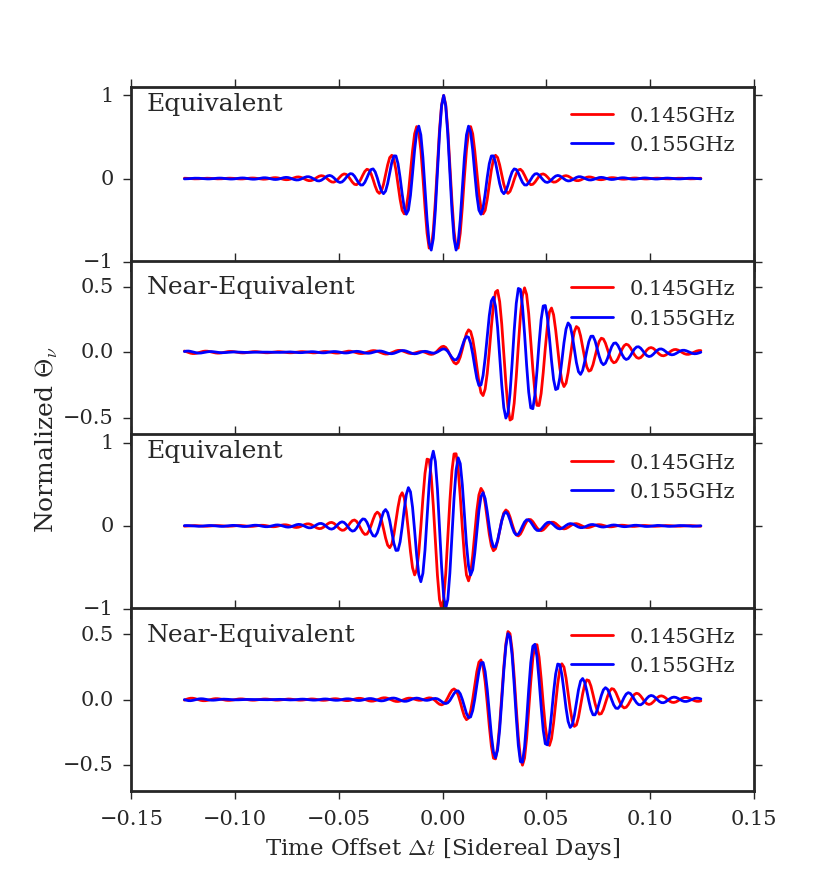 Equivalent
0.145GHz
0.155GHz
1
0
−1
Near-Equivalent
0.145GHz
0.155GHz
0.5
0.0
−0.5
Equivalent
0.145GHz
0.155GHz
1
0
−1
Near-Equivalent
0.145GHz
0.155GHz
0.5
0.0
−0.5
−0.15 −0.10 −0.05 0.00 0.05 0.10 0.15
Time Offset Δt [Sidereal Days]
Normalized Θ_ν